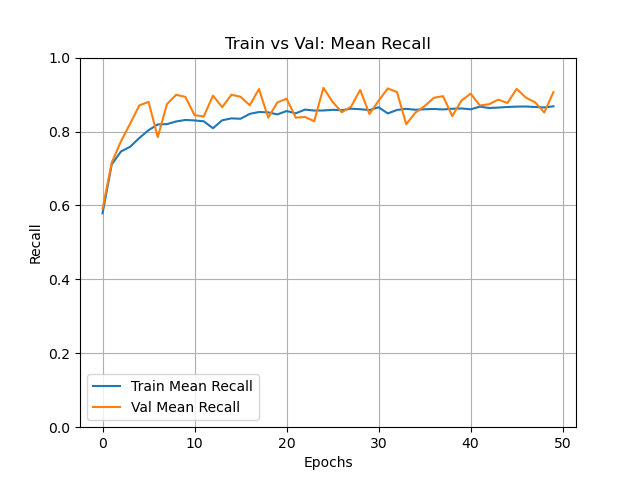 Train vs Val: Mean Recall
1.0
0.8
0.6
0.4
0.2
0.0
Recall
Train Mean Recall
Val Mean Recall
0 10 20 30 40 50
Epochs